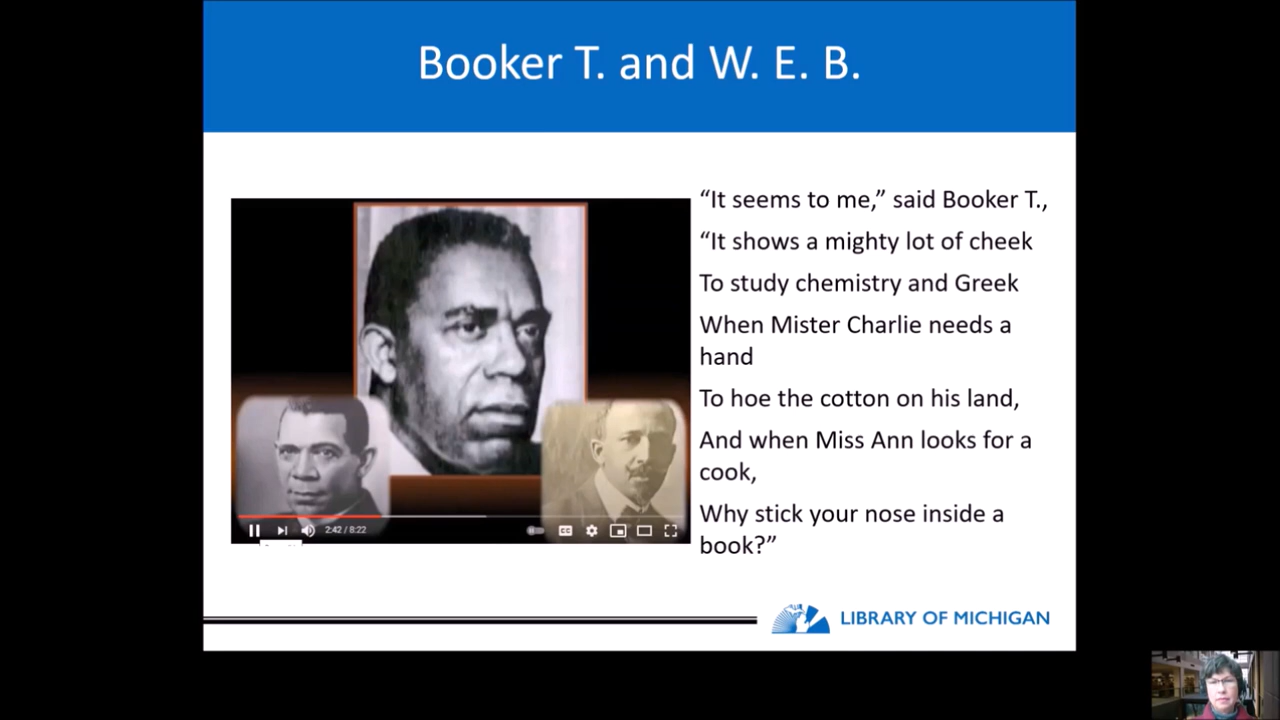 Booker T. and W. E. B.
“It seems to me,” said Booker T.,
“It shows a mighty lot of cheek
To study chemistry and Greek
When Mister Charlie needs a
hand
To hoe the cotton on his land,
And when Miss Ann looks for a
cook,
Why stick your nose inside a
book?”
2:42 / 8:22
CC
LIBRARY OF MICHIGAN